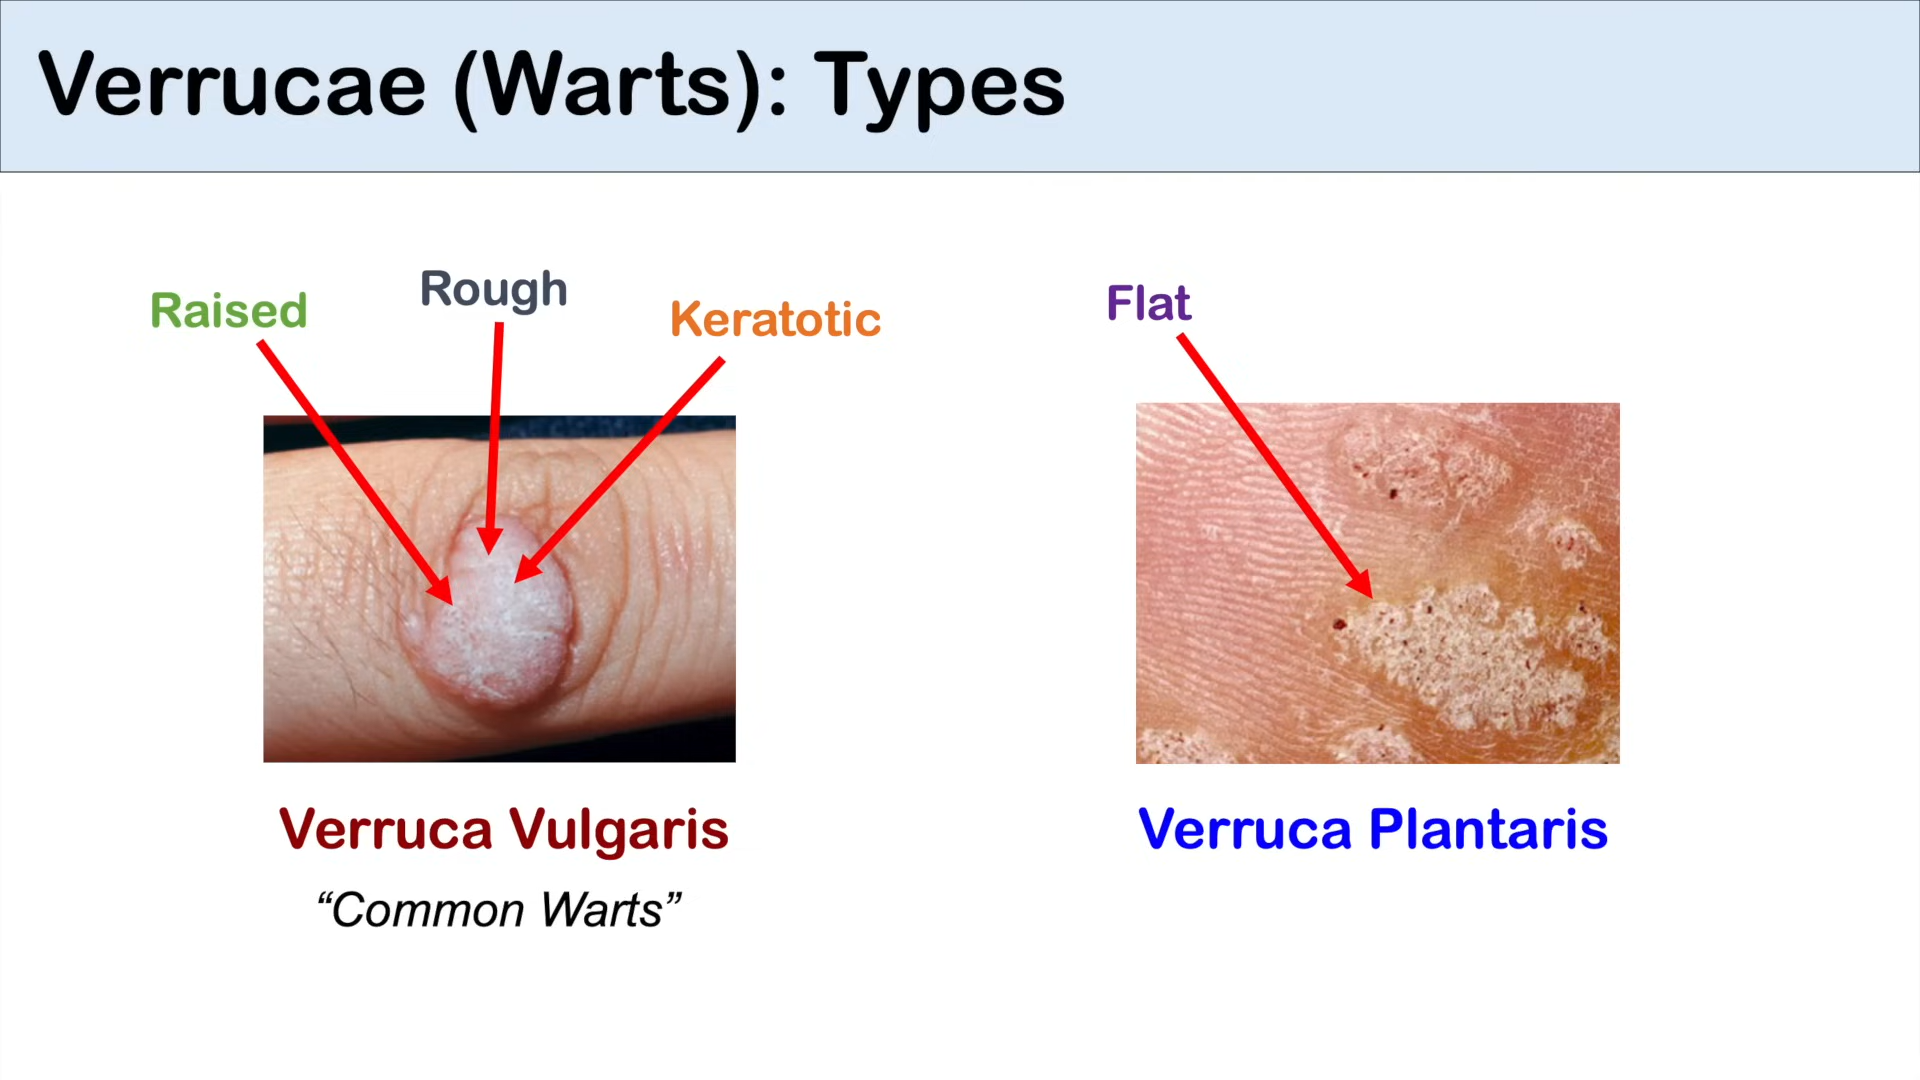 Verrucae (Warts): Types
Raised
Rough
Keratotic
Flat
Verruca Vulgaris
“Common Warts”
Verruca Plantaris